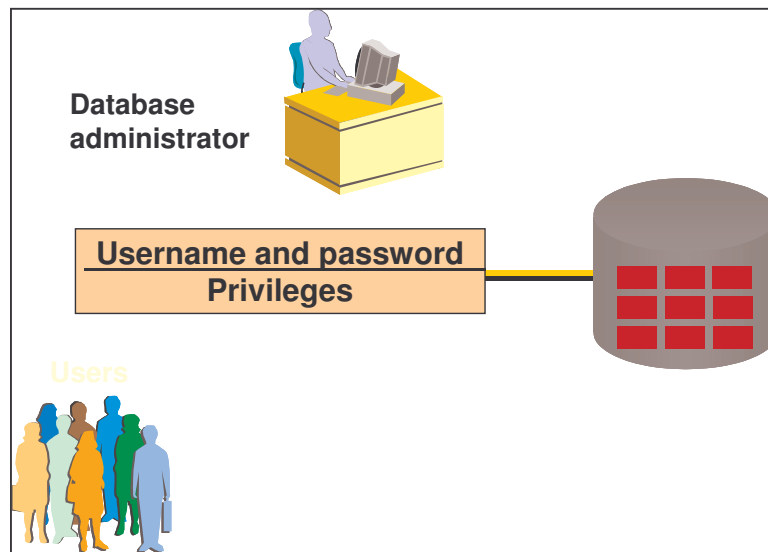 Database
administrator
Username and password
Privileges
Users